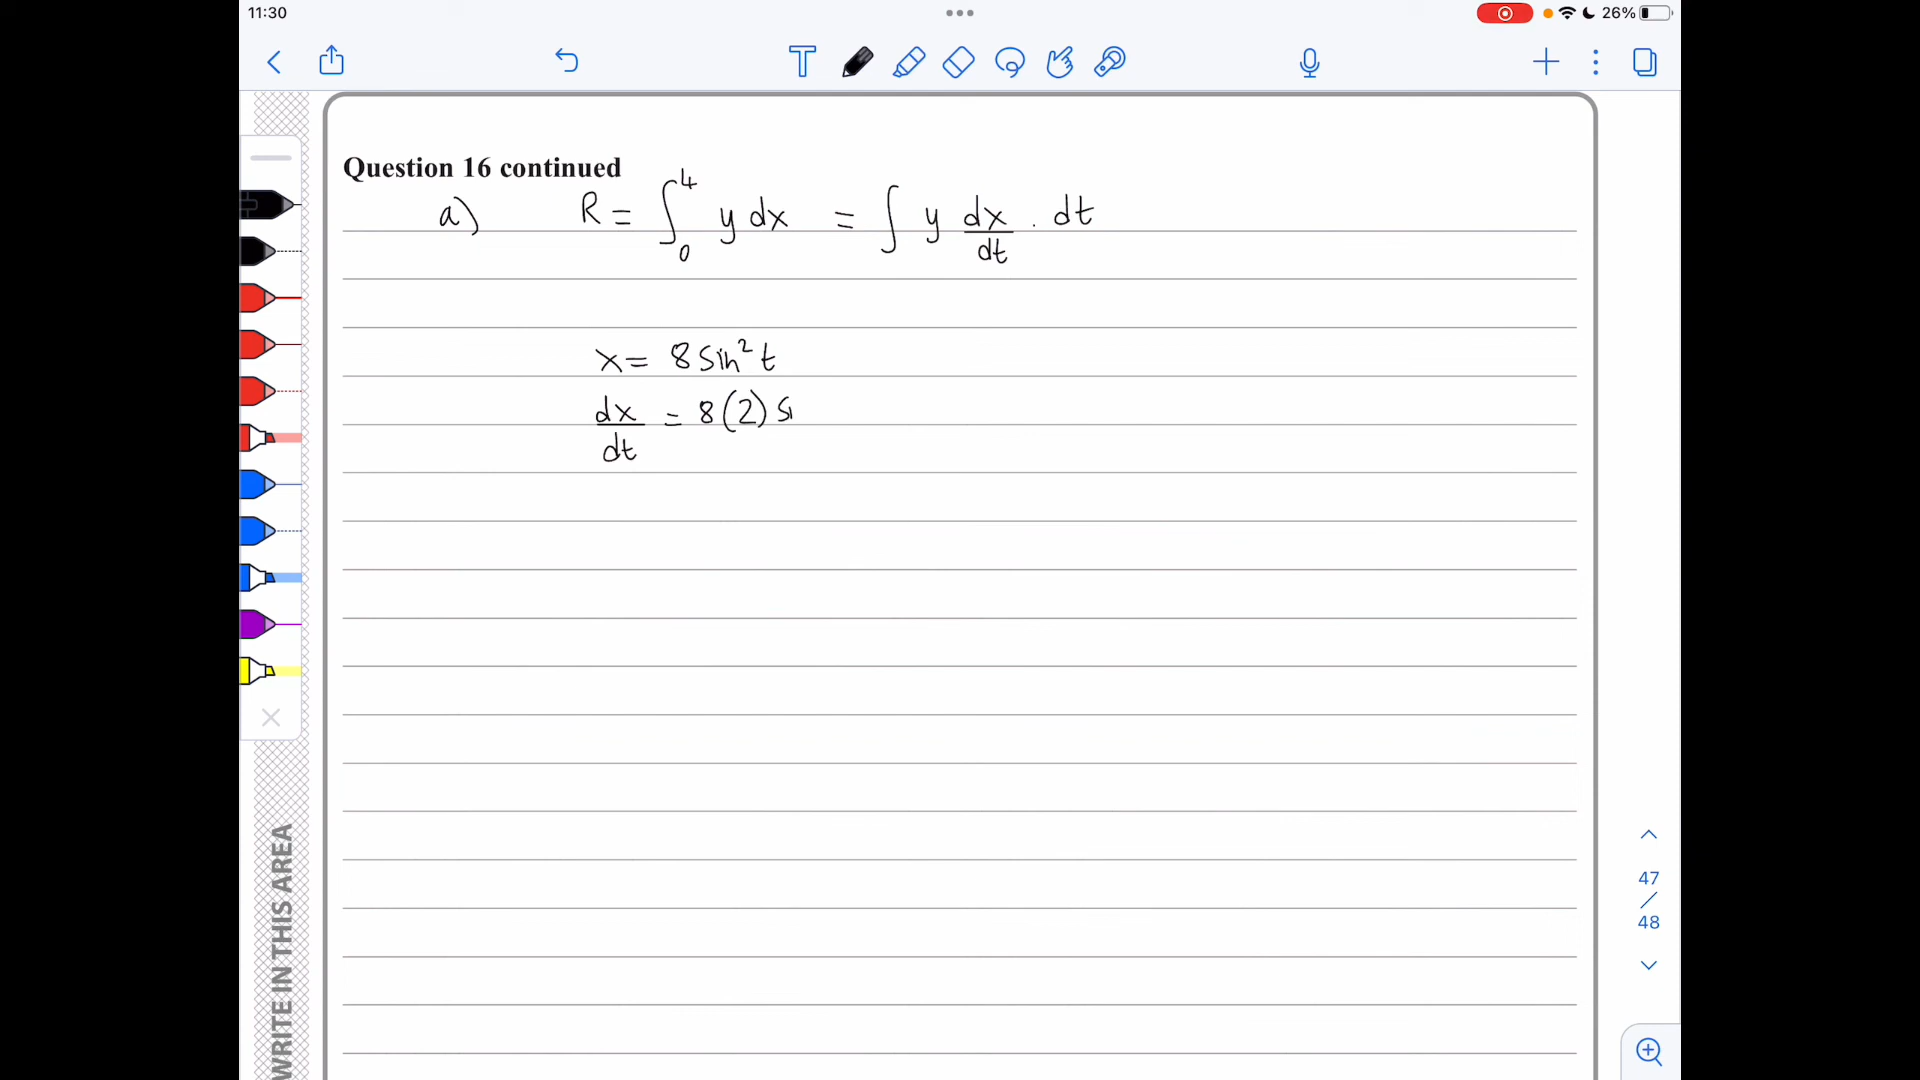 11:30
26%
T
Question 16 continued
a) R = ∫₀⁴ y dx = ∫ y dx/dt . dt
x = 8 sin² t
dx/dt = 8(2) si
47
/
48
WRITE IN THIS AREA